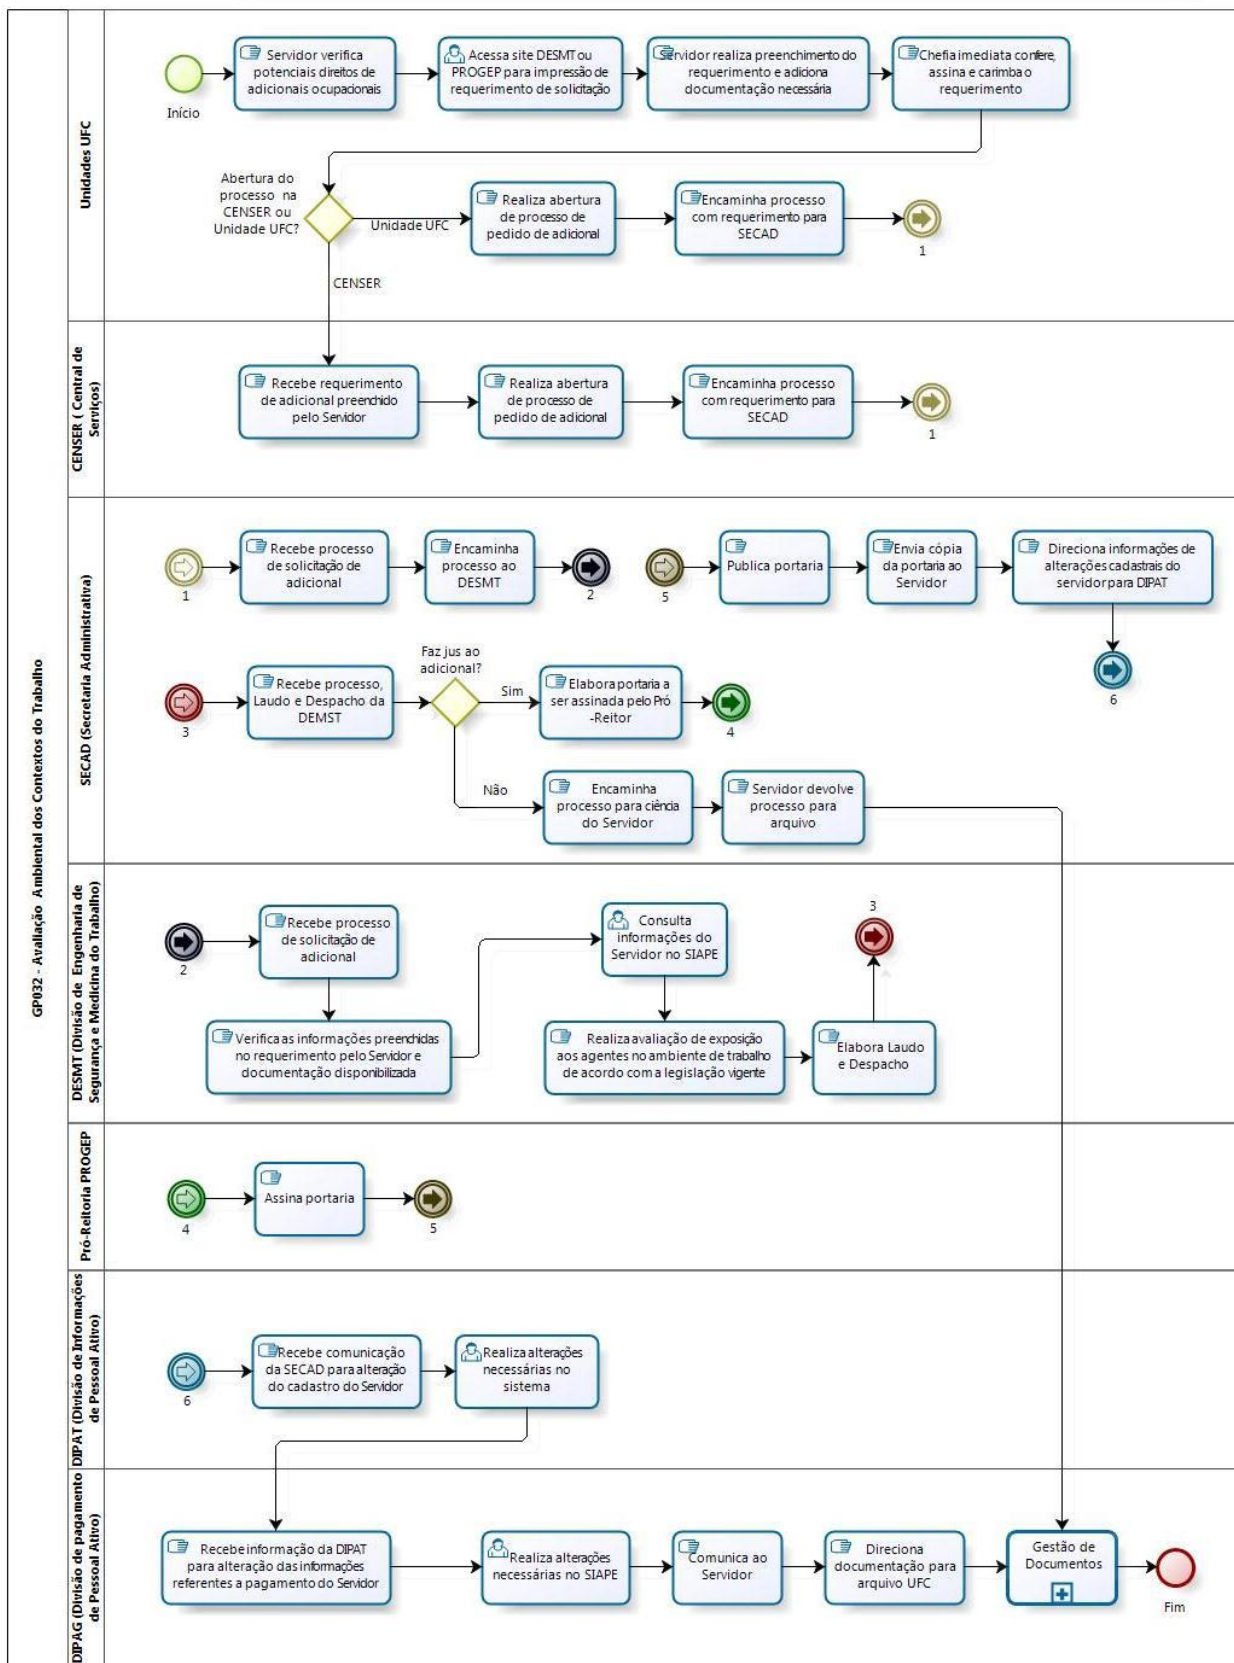 GP032 - Avaliação Ambiental dos Contextos do Trabalho
Unidades UFC
Início
Servidor verifica
potenciais direitos de
adicionais ocupacionais
Acessa site DESMT ou
PROGEP para impressão de
requerimento de solicitação
Servidor realiza preenchimento do
requerimento e adiciona
documentação necessária
Chefia imediata confere,
assina e carimba o
requerimento
Abertura do
processo na
CENSER ou
Unidade UFC?
Unidade UFC
CENSER
Realiza abertura
de processo de
pedido de adicional
Encaminha processo
com requerimento para
SECAD
1
CENSER ( Central de
Serviços)
Recebe requerimento
de adicional preenchido
pelo Servidor
Realiza abertura
de processo de
pedido de adicional
Encaminha processo
com requerimento para
SECAD
1
SECAD (Secretaria Administrativa)
1
Recebe processo
de solicitação de
adicional
Encaminha
processo ao
DESMT
2
5
Publica portaria
Envia cópia
da portaria ao
Servidor
Direciona informações de
alterações cadastrais do
servidor para DIPAT
6
3
Recebe processo,
Laudo e Despacho da
DEMST
Faz jus ao
adicional?
Sim
Elabora portaria a
ser assinada pelo Pró
-Reitor
4
Não
Encaminha
processo para ciência
do Servidor
Servidor devolve
processo para
arquivo
DESMT (Divisão de Engenharia de
Segurança e Medicina do Trabalho)
2
Recebe processo
de solicitação de
adicional
Verifica as informações preenchidas
no requerimento pelo Servidor e
documentação disponibilizada
Consulta
informações do
Servidor no SIAPE
Realiza avaliação de exposição
aos agentes no ambiente de trabalho
de acordo com a legislação vigente
Elabora Laudo
e Despacho
3
Pró-Reitoria PROGEP
4
Assina portaria
5
DIPAT (Divisão de Informações
de Pessoal Ativo)
6
Recebe comunicação
da SECAD para alteração
do cadastro do Servidor
Realiza alterações
necessárias no
sistema
DIPAG (Divisão de pagamento
de Pessoal Ativo)
Recebe informação da DIPAT
para alteração das informações
referentes a pagamento do Servidor
Realiza alterações
necessárias no SIAPE
Comunica ao
Servidor
Direciona
documentação para
arquivo UFC
Gestão de
Documentos
Fim